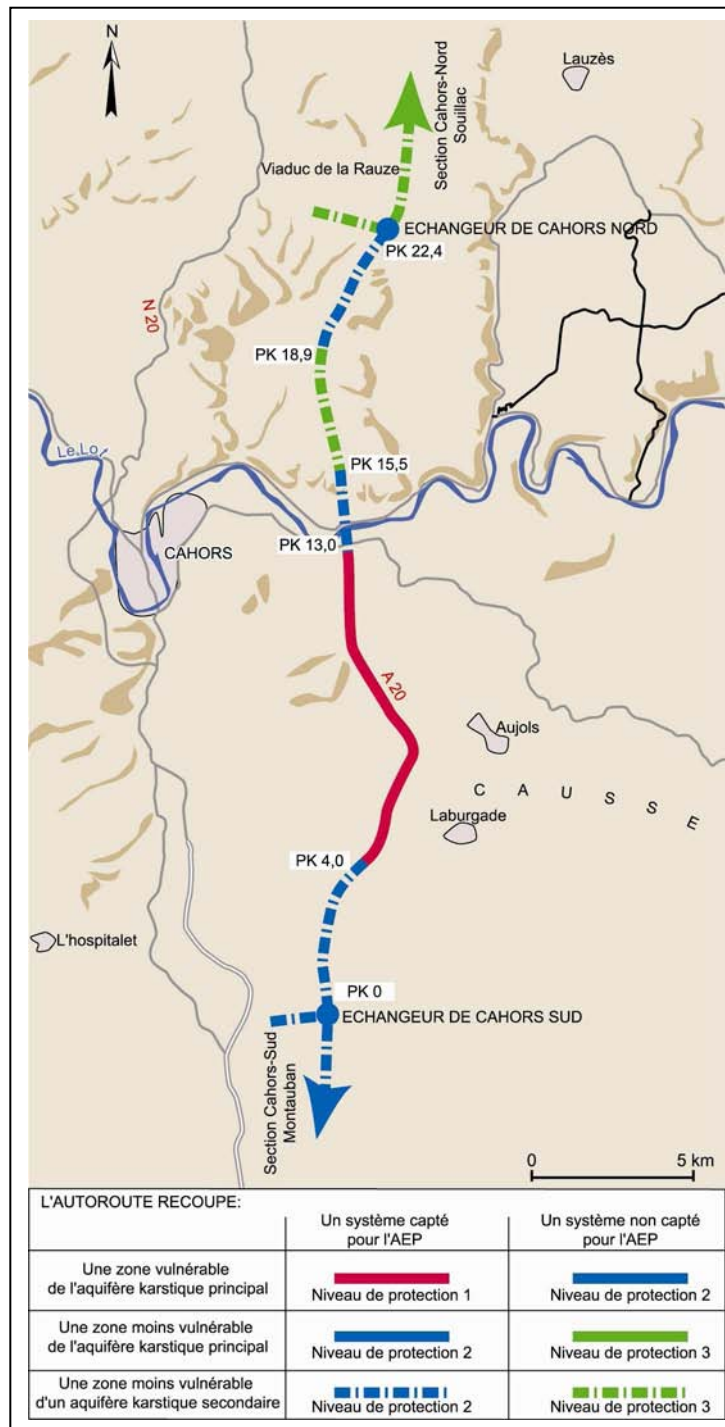 N
Lauzès
Section Cahors-Nord
Souillac
Viaduc de la Rauze
ECHANGEUR DE CAHORS NORD
PK 22,4
N 20
PK 18,9
Le Lo
PK 15,5
PK 13,0
CAHORS
A 20
Aujols
C A U S S E
Laburgade
PK 4,0
L'hospitalet
PK 0
ECHANGEUR DE CAHORS SUD
Section Cahors-Sud
Montauban
0 5 km
L'AUTOROUTE RECOUPE:
Un système capté
pour l'AEP
Un système non capté
pour l'AEP
Une zone vulnérable
de l'aquifère karstique principal
Niveau de protection 1
Niveau de protection 2
Une zone moins vulnérable
de l'aquifère karstique principal
Niveau de protection 2
Niveau de protection 3
Une zone moins vulnérable
d'un aquifère karstique secondaire
Niveau de protection 2
Niveau de protection 3